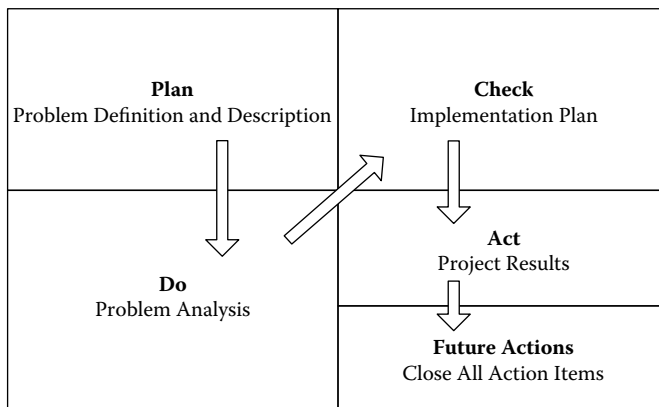 Plan
Problem Definition and Description
Do
Problem Analysis
Check
Implementation Plan
Act
Project Results
Future Actions
Close All Action Items